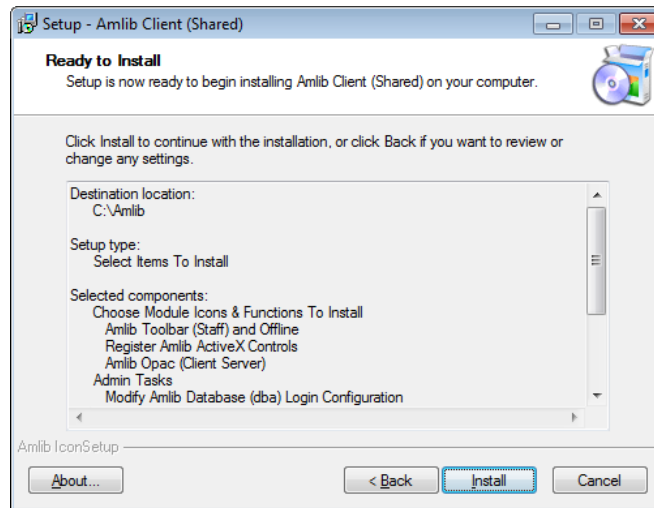 Setup - Amlib Client (Shared)
Ready to Install
Setup is now ready to begin installing Amlib Client (Shared) on your computer.
Click Install to continue with the installation, or click Back if you want to review or
change any settings.
Destination location:
C:\Amlib
Setup type:
Select Items To Install
Selected components:
Choose Module Icons & Functions To Install
Amlib Toolbar (Staff) and Offline
Register Amlib ActiveX Controls
Amlib Opac (Client Server)
Admin Tasks
Modify Amlib Database (dba) Login Configuration
Amlib IconSetup
About...
< Back
Install
Cancel